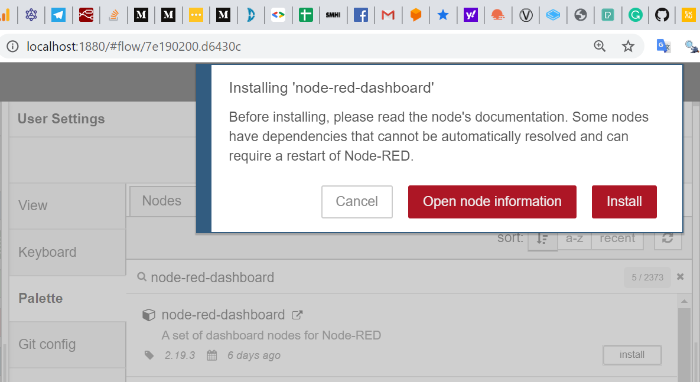 SMHI
localhost:1880/#flow/7e190200.d6430c
Installing 'node-red-dashboard'
Before installing, please read the node's documentation. Some nodes
have dependencies that cannot be automatically resolved and can
require a restart of Node-RED.
Cancel
Open node information
Install
User Settings
View
Keyboard
Palette
Git config
Nodes
sort:
a-z
recent
node-red-dashboard
5 / 2373
node-red-dashboard
A set of dashboard nodes for Node-RED
2.19.3
6 days ago
install